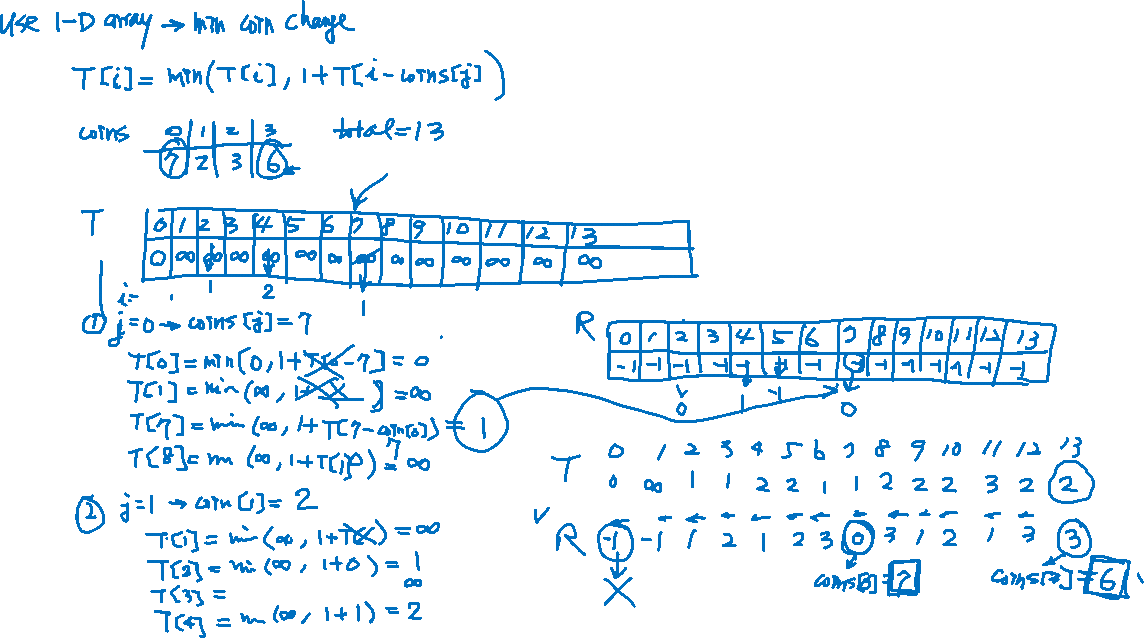 Use 1-D array → min coin change
T[i] = min(T[i], 1+T[i-coins[j])
coins 0 1 2 3 total=13
7 2 3 6
T 0 1 2 3 4 5 6 7 8 9 10 11 12 13
0 ∞ ∞ ∞ ∞ ∞ ∞ ∞ ∞ ∞ ∞ ∞ ∞ ∞
1 2 1
i=
① j=0 → coins[j]=7
T[0]=min(0, 1+T[0-7]=0
T[1]=min(∞, 1+ ]=∞
T[7]=min(∞, 1+T[7-coin[0])= 1
T[8]=min(∞, 1+T[1])=∞
② j=1 → coin[1]=2
T[1]=min(∞, 1+ )=∞
T[2]=min(∞, 1+0)=1
T[3]= ∞
T[4]=min(∞, 1+1)=2
R 0 1 2 3 4 5 6 7 8 9 10 11 12 13
-1 -1 -1 -1 -1 -1 -1 -1 -1 -1 -1 -1 -1
0 1 0
0 1 2 3 4 5 6 7 8 9 10 11 12 13
T 0 ∞ 1 1 2 2 1 1 2 2 2 3 2 2
R -1 -1 1 2 1 2 3 0 3 1 2 1 3 3
coins[0]=7 coins[3]=6